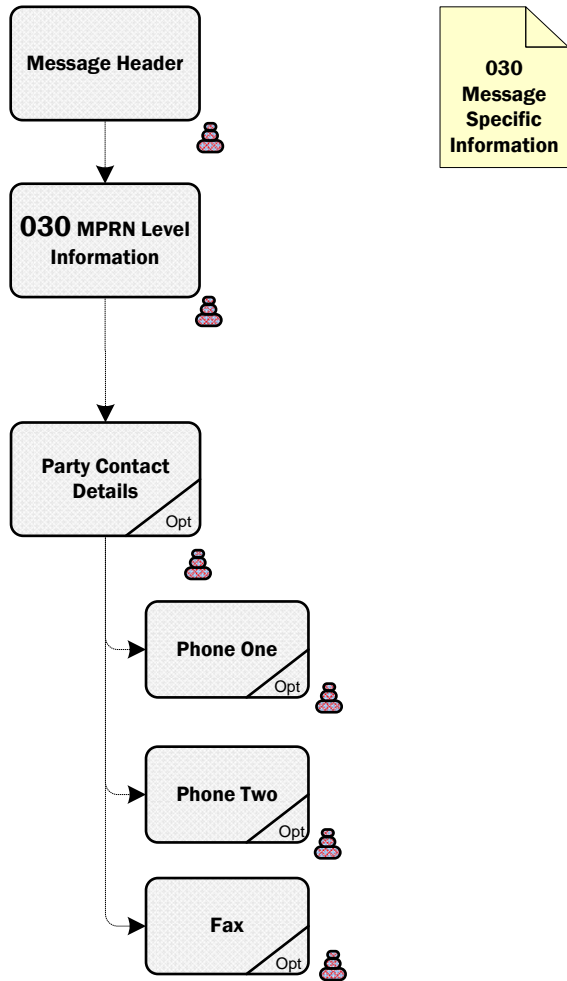 Message Header
030
Message
Specific
Information
030 MPRN Level
Information
Party Contact
Details
Opt
Phone One
Opt
Phone Two
Opt
Fax
Opt